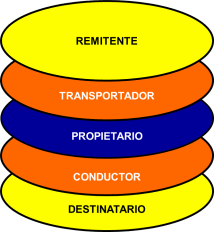 REMITENTE
TRANSPORTADOR
PROPIETARIO
CONDUCTOR
DESTINATARIO